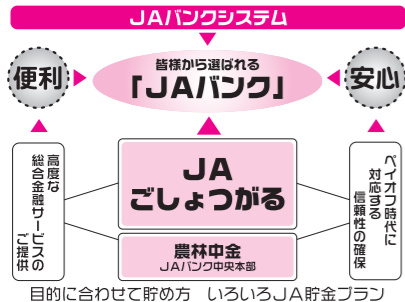 JAバンクシステム
便利
皆様から選ばれる
「JAバンク」
安心
高度な
総合金融サービスの
ご提供
JA
ごしょつがる
農林中金
JAバンク中央本部
ペイオフ時代に
対応する
信頼性の確保
目的に合わせて貯め方 いろいろJA貯金プラン